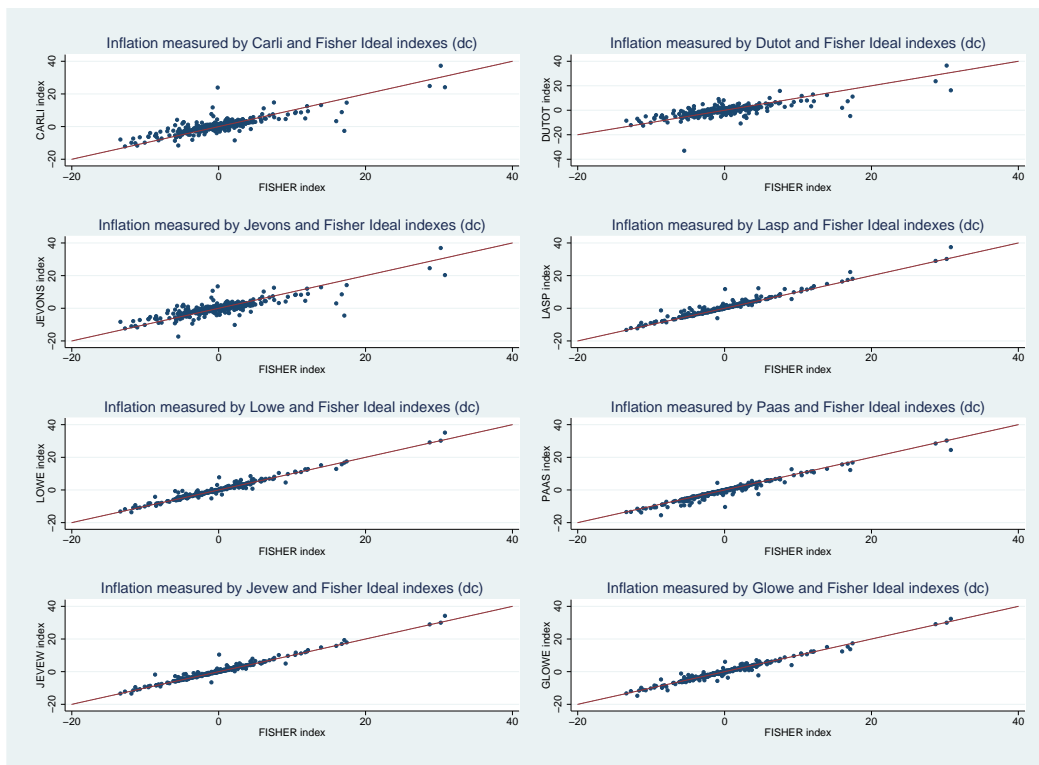 Inflation measured by Carli and Fisher Ideal indexes (dc)
CARLI index
40
20
0
−20
−20 0 20 40
FISHER index
Inflation measured by Dutot and Fisher Ideal indexes (dc)
DUTOT index
40
20
0
−20
−40
−20 0 20 40
FISHER index
Inflation measured by Jevons and Fisher Ideal indexes (dc)
JEVONS index
40
20
0
−20
−20 0 20 40
FISHER index
Inflation measured by Lasp and Fisher Ideal indexes (dc)
LASP index
40
20
0
−20
−20 0 20 40
FISHER index
Inflation measured by Lowe and Fisher Ideal indexes (dc)
LOWE index
40
20
0
−20
−20 0 20 40
FISHER index
Inflation measured by Paas and Fisher Ideal indexes (dc)
PAAS index
40
20
0
−20
−20 0 20 40
FISHER index
Inflation measured by Jevew and Fisher Ideal indexes (dc)
JEVEW index
40
20
0
−20
−20 0 20 40
FISHER index
Inflation measured by Glowe and Fisher Ideal indexes (dc)
GLOWE index
40
20
0
−20
−20 0 20 40
FISHER index